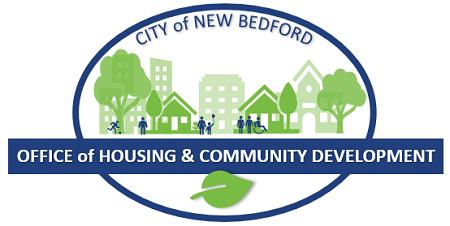 CITY of NEW BEDFORD
OFFICE of HOUSING & COMMUNITY DEVELOPMENT